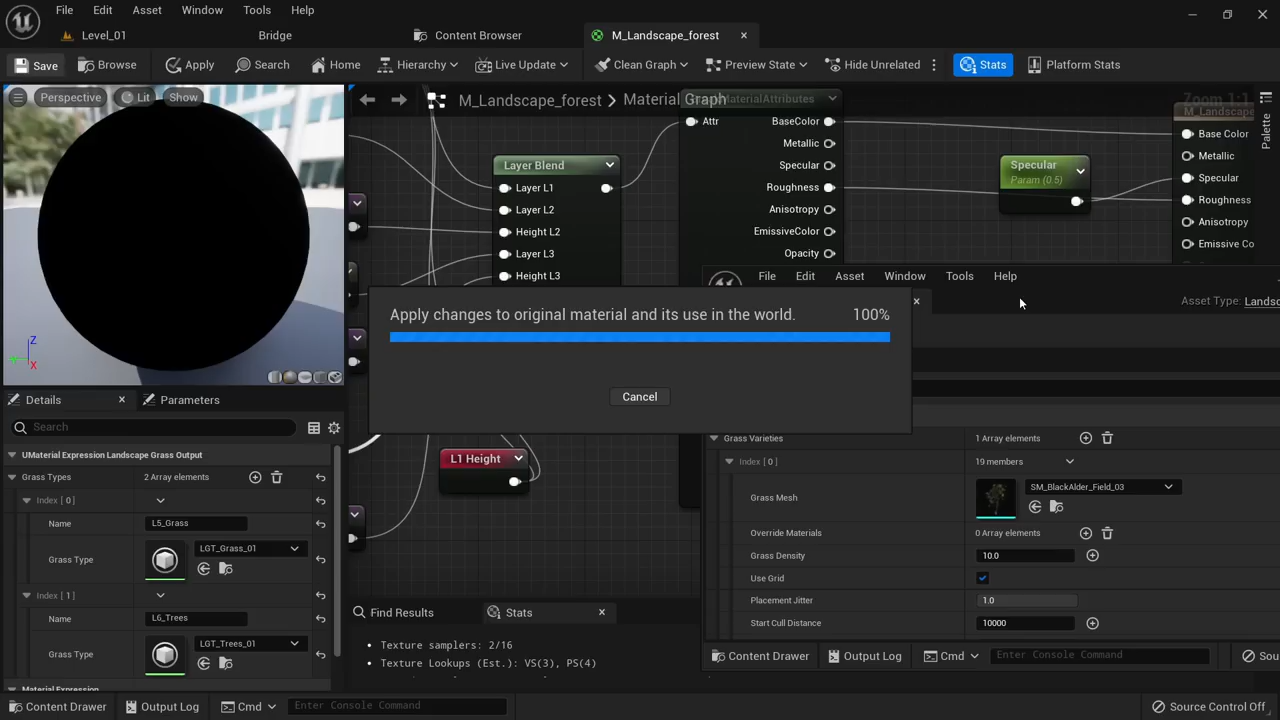 File Edit Asset Window Tools Help
Level_01 Bridge Content Browser M_Landscape_forest
Save Browse Apply Search Home Hierarchy Live Update Clean Graph Preview State Hide Unrelated Stats Platform Stats
Perspective Lit Show
M_Landscape_forest Material Graph
Zoom 1:1
Palette
MaterialAttributes
M_Landscape
Attr BaseColor
Metallic
Specular
Roughness
Anisotropy
EmissiveColor
Opacity
Layer Blend
Layer L1
Layer L2
Height L2
Layer L3
Height L3
Specular
Param (0.5)
Base Color
Metallic
Specular
Roughness
Anisotropy
Emissive Co
File Edit Asset Window Tools Help
Asset Type: Landsc
Apply changes to original material and its use in the world. 100%
Cancel
Z
X
Details Parameters
Search
UMaterial Expression Landscape Grass Output
Grass Types 2 Array elements
Index [ 0 ]
Name L5_Grass
Grass Type LGT_Grass_01
Index [ 1 ]
Name L6_Trees
Grass Type LGT_Trees_01
Material Expression
L1 Height
Find Results Stats
Texture samplers: 2/16
Texture Lookups (Est.): VS(3), PS(4)
Grass Varieties 1 Array elements
Index [ 0 ] 19 members
Grass Mesh SM_BlackAlder_Field_03
Override Materials 0 Array elements
Grass Density 10.0
Use Grid
Placement Jitter 1.0
Start Cull Distance 10000
Content Drawer Output Log Cmd Enter Console Command Sou
Content Drawer Output Log Cmd Enter Console Command Source Control Off